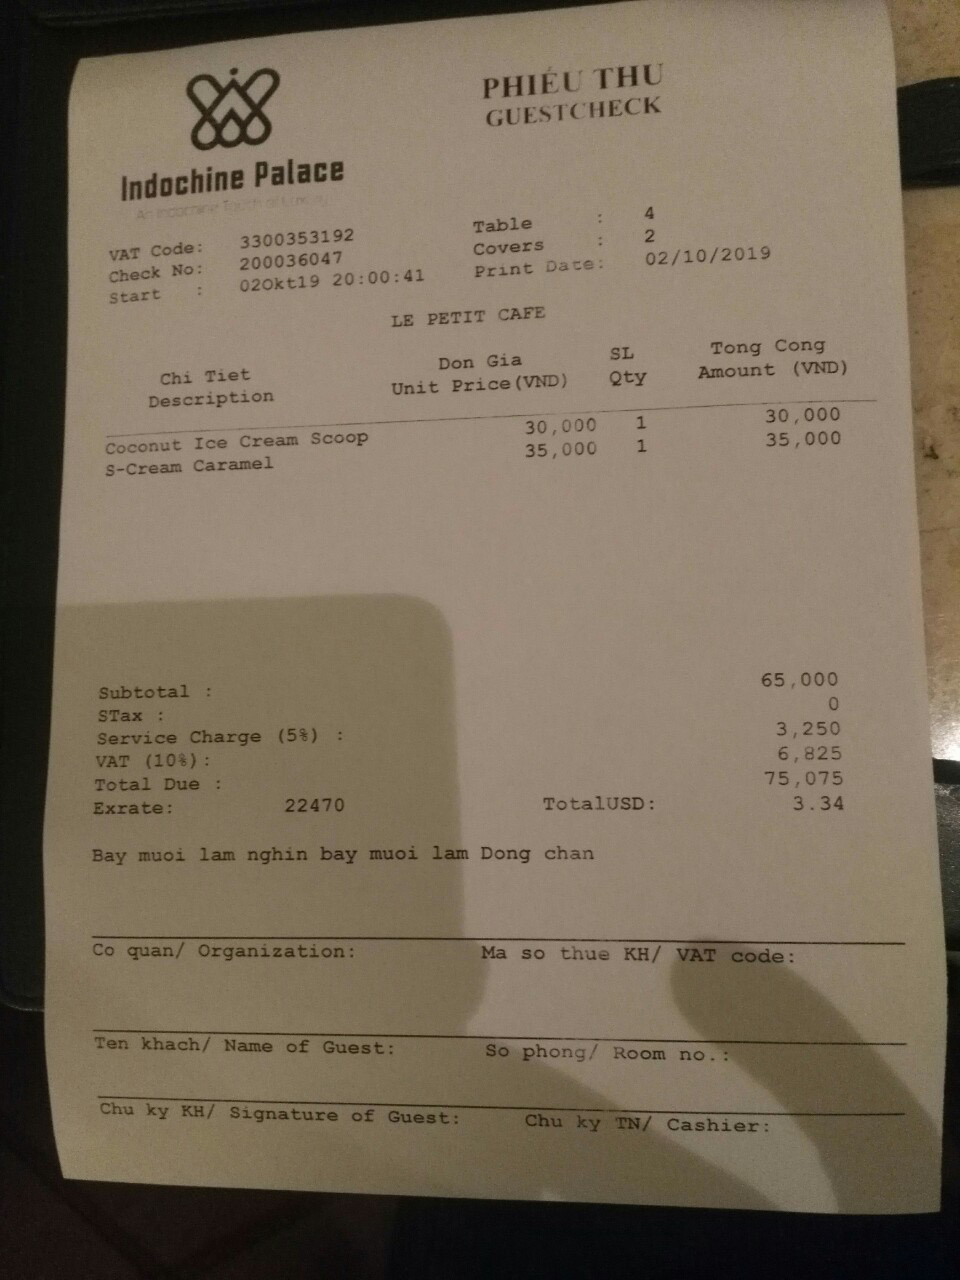 PHIẾU THU
GUESTCHECK
Indochine Palace
An Indochine Touch of Luxury
VAT Code: 3300353192
Check No: 200036047
Start : 02Okt19 20:00:41
Table : 4
Covers : 2
Print Date: 02/10/2019
LE PETIT CAFE
Chi Tiet Don Gia SL Tong Cong
Description Unit Price(VND) Qty Amount (VND)
Coconut Ice Cream Scoop 30,000 1 30,000
S-Cream Caramel 35,000 1 35,000
Subtotal : 65,000
STax : 0
Service Charge (5%) : 3,250
VAT (10%): 6,825
Total Due : 75,075
Exrate: 22470 TotalUSD: 3.34
Bay muoi lam nghin bay muoi lam Dong chan
Co quan/ Organization: Ma so thue KH/ VAT code:
Ten khach/ Name of Guest: So phong/ Room no.:
Chu ky KH/ Signature of Guest: Chu ky TN/ Cashier: